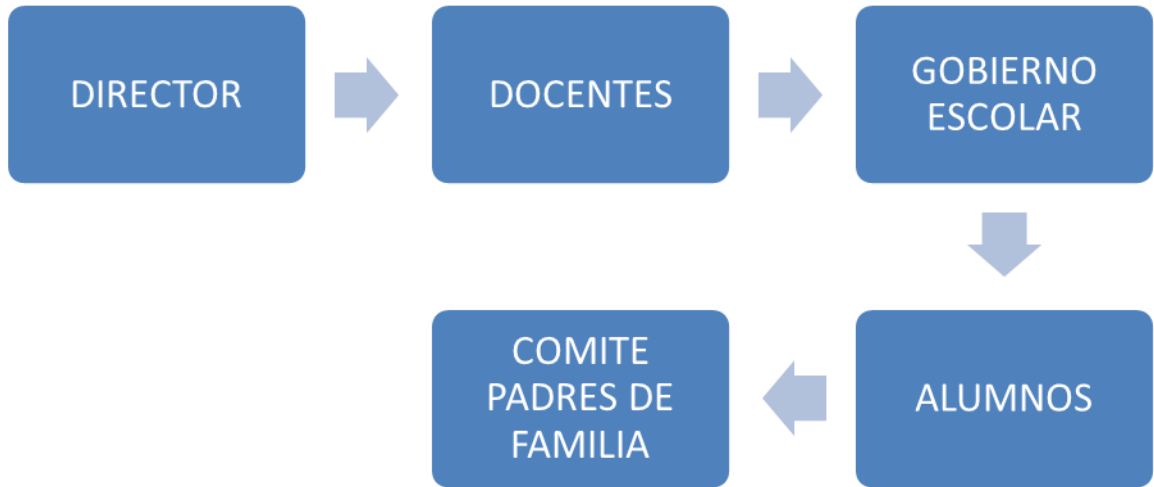 DIRECTOR
DOCENTES
GOBIERNO
ESCOLAR
ALUMNOS
COMITE
PADRES DE
FAMILIA